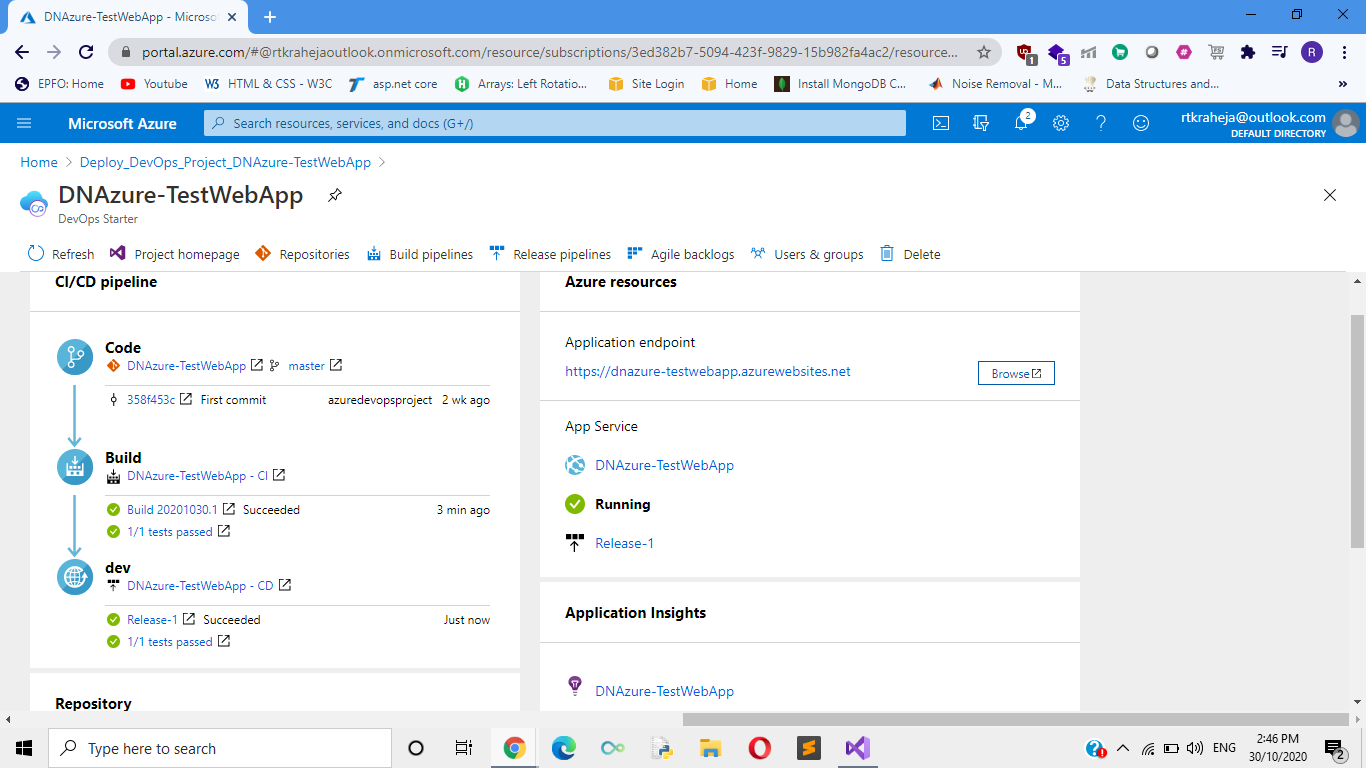 DNAzure-TestWebApp - Microso
portal.azure.com/#@rtkrahejaoutlook.onmicrosoft.com/resource/subscriptions/3ed382b7-5094-423f-9829-15b982fa4ac2/resource...
1
5
FS
R
EPFO: Home
Youtube
HTML & CSS - W3C
asp.net core
Arrays: Left Rotatio...
Site Login
Home
Install MongoDB C...
Noise Removal - M...
Data Structures and...
Microsoft Azure
Search resources, services, and docs (G+/)
2
rtkraheja@outlook.com
DEFAULT DIRECTORY
Home > Deploy_DevOps_Project_DNAzure-TestWebApp >
DNAzure-TestWebApp
DevOps Starter
Refresh
Project homepage
Repositories
Build pipelines
Release pipelines
Agile backlogs
Users & groups
Delete
CI/CD pipeline
Code
DNAzure-TestWebApp master
358f453c First commit azuredevopsproject 2 wk ago
Build
DNAzure-TestWebApp - CI
Build 20201030.1 Succeeded 3 min ago
1/1 tests passed
dev
DNAzure-TestWebApp - CD
Release-1 Succeeded Just now
1/1 tests passed
Repository
Azure resources
Application endpoint
https://dnazure-testwebapp.azurewebsites.net
Browse
App Service
DNAzure-TestWebApp
Running
Release-1
Application Insights
DNAzure-TestWebApp
Type here to search
ENG
2:46 PM
30/10/2020
2